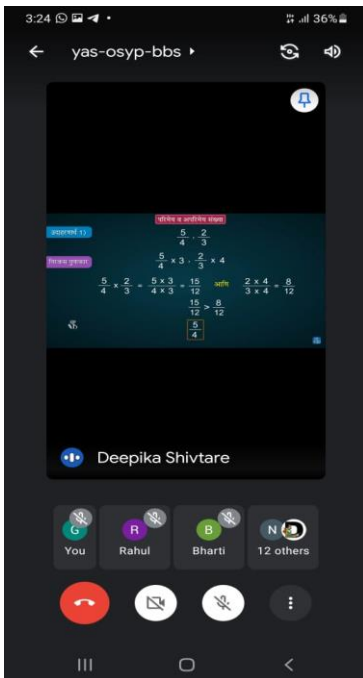 3:24
36%
yas-osyp-bbs
परिमेय व अपरिमेय संख्या
उदाहरणार्थ 1)
5/4 , 2/3
5/4 x 3 , 2/3 x 4
5/4 x 2/3 = 5 x 3/4 x 3 = 15/12 आणि 2 x 4/3 x 4 = 8/12
15/12 > 8/12
5/4
Deepika Shivtare
G R B N D
You Rahul Bharti 12 others